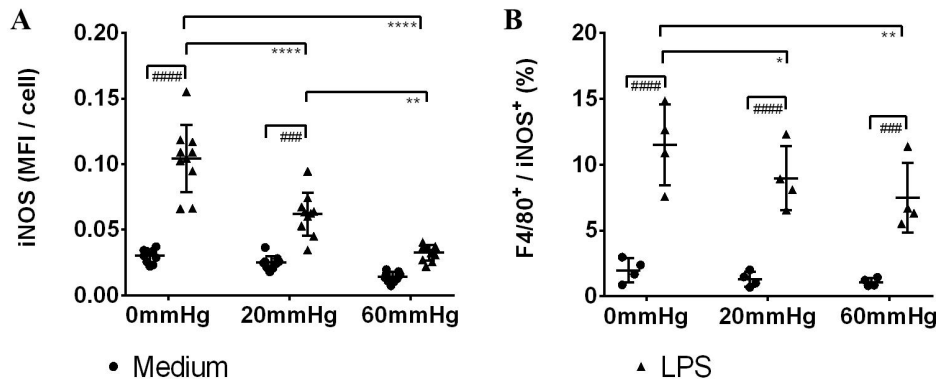 A
B
0.20
0.15
0.10
0.05
0.00
iNOS (MFI / cell)
****
****
**
####
###
0mmHg 20mmHg 60mmHg
20
15
10
5
0
F4/80+ / iNOS+ (%)
**
*
####
####
###
0mmHg 20mmHg 60mmHg
● Medium
▲ LPS